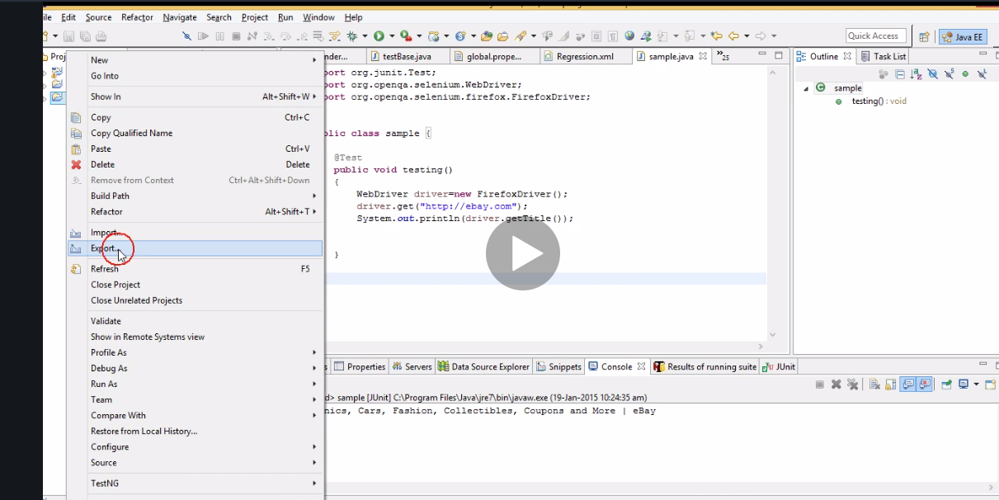 ile Edit Source Refactor Navigate Search Project Run Window Help
Quick Access Java EE
Proj
nder... testBase.java global.prope... Regression.xml sample.java »25
Outline Task List
New
Go Into
Show In Alt+Shift+W
Copy Ctrl+C
Copy Qualified Name
Paste Ctrl+V
Delete Delete
Remove from Context Ctrl+Alt+Shift+Down
Build Path
Refactor Alt+Shift+T
Import...
Export...
Refresh F5
Close Project
Close Unrelated Projects
Validate
Show in Remote Systems view
Profile As
Debug As
Run As
Team
Compare With
Restore from Local History...
Configure
Source
TestNG
port org.junit.Test;
port org.openqa.selenium.WebDriver;
port org.openqa.selenium.firefox.FirefoxDriver;
blic class sample {
@Test
public void testing()
{
WebDriver driver=new FirefoxDriver();
driver.get("http://ebay.com");
System.out.println(driver.getTitle());
}
sample
testing() : void
s Properties Servers Data Source Explorer Snippets Console Results of running suite JUnit
d> sample [JUnit] C:\Program Files\Java\jre7\bin\javaw.exe (19-Jan-2015 10:24:35 am)
nics, Cars, Fashion, Collectibles, Coupons and More | eBay